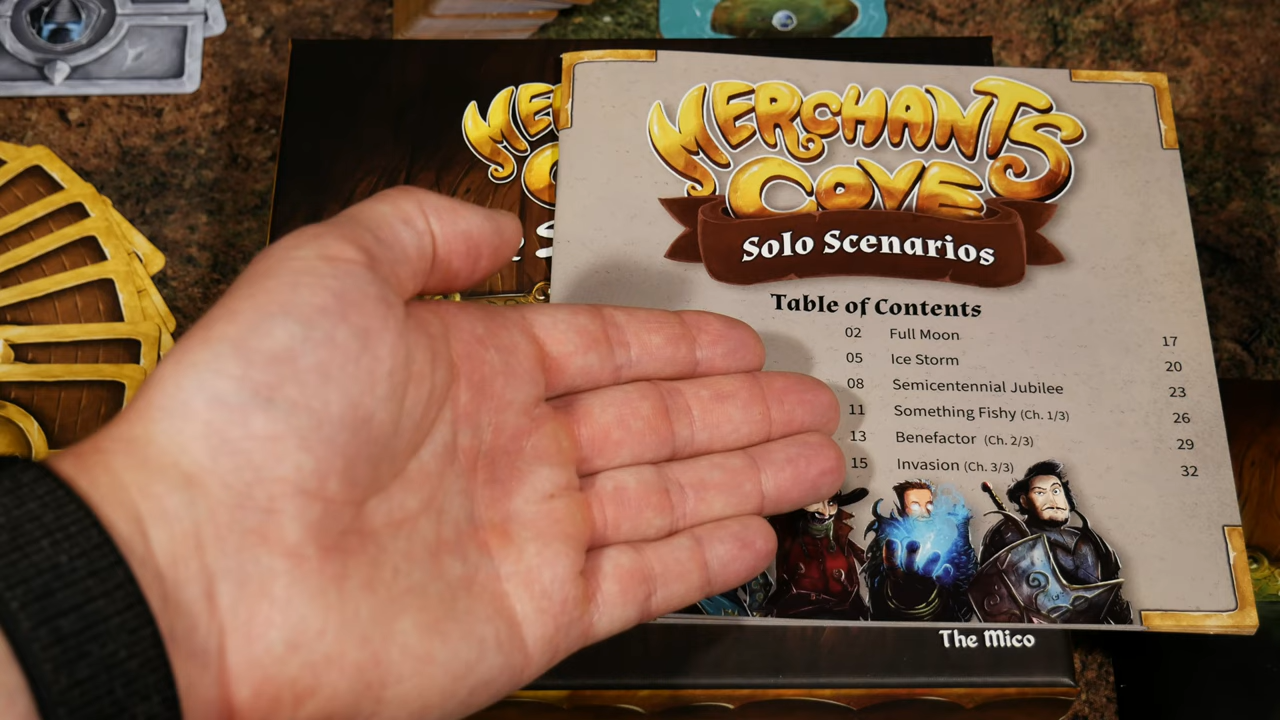 MERCHANTS
COVE
Solo Scenarios
Table of Contents
02 Full Moon 17
05 Ice Storm 20
08 Semicentennial Jubilee 23
11 Something Fishy (Ch. 1/3) 26
13 Benefactor (Ch. 2/3) 29
15 Invasion (Ch. 3/3) 32
The Mico